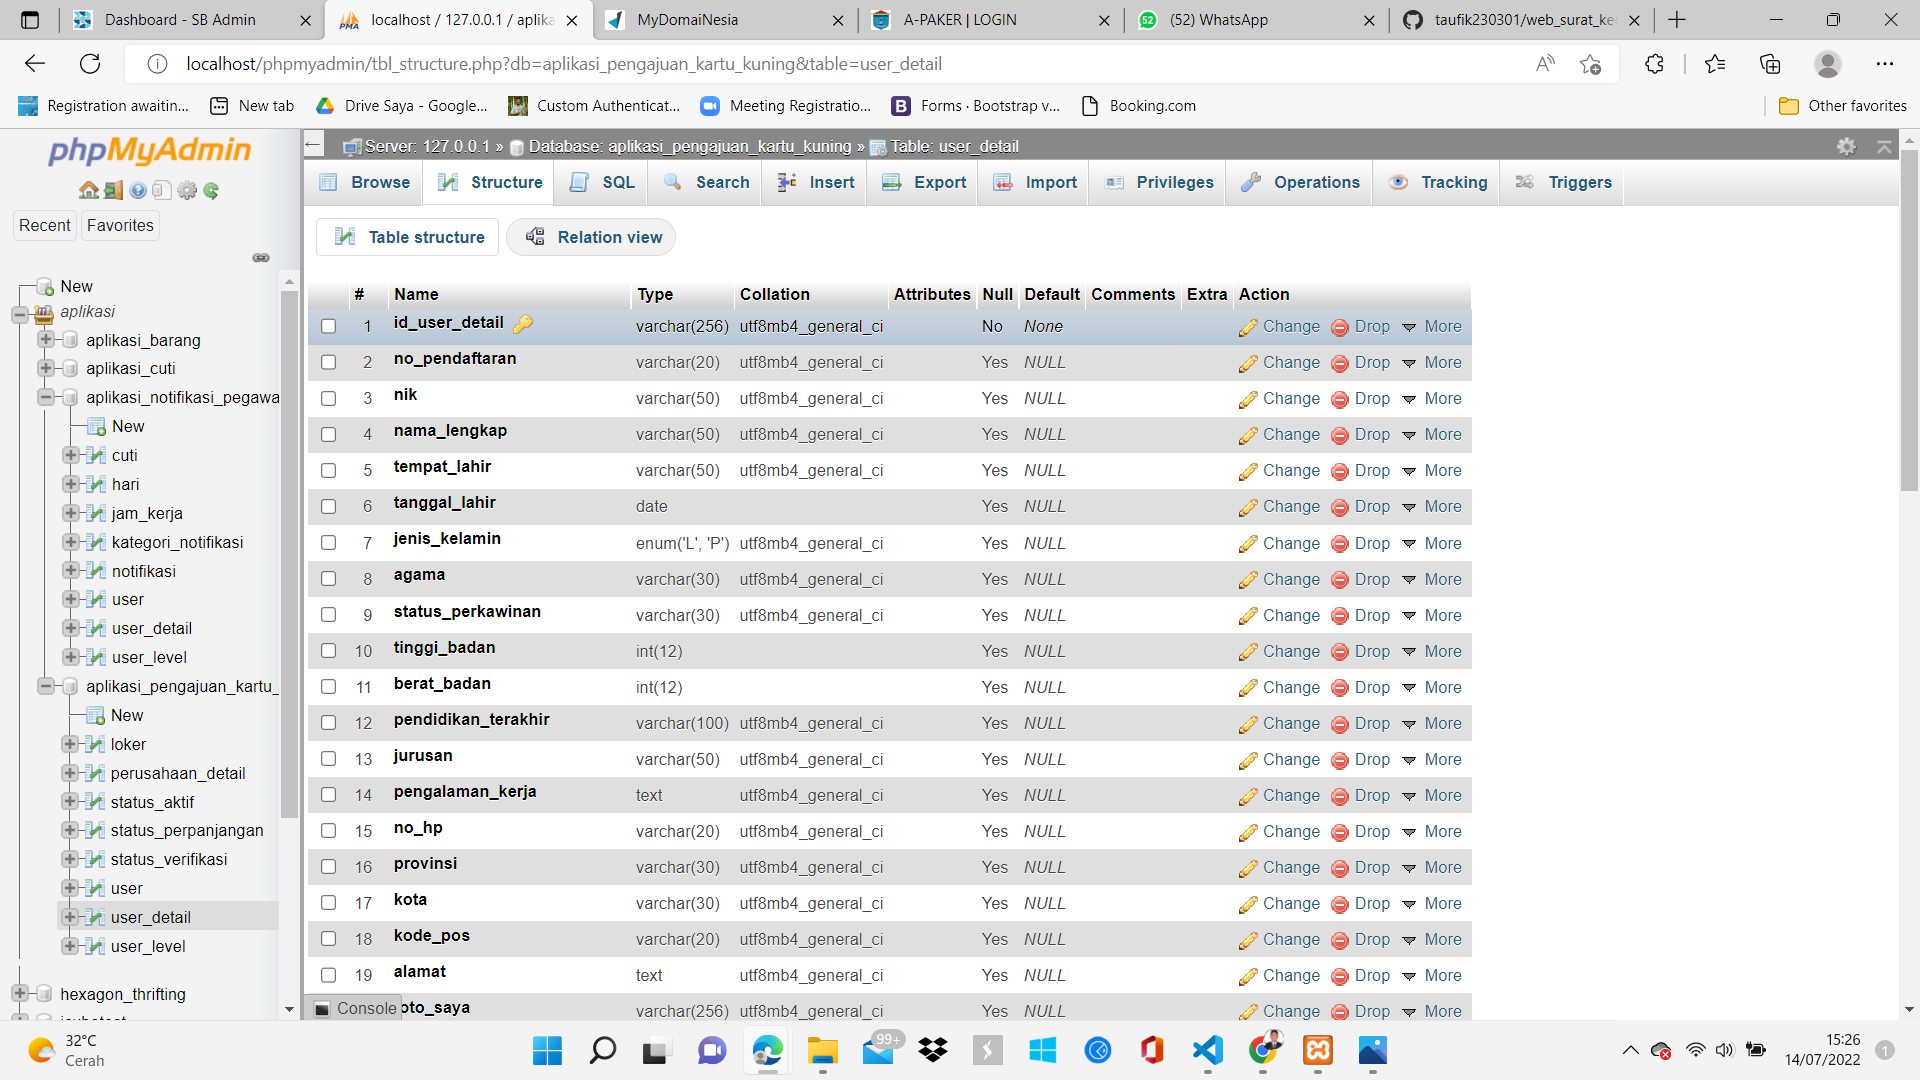 Dashboard - SB Admin
localhost / 127.0.0.1 / aplika
MyDomaiNesia
A-PAKER | LOGIN
(52) WhatsApp
taufik230301/web_surat_ke
localhost/phpmyadmin/tbl_structure.php?db=aplikasi_pengajuan_kartu_kuning&table=user_detail
Registration awaitin...
New tab
Drive Saya - Google...
Custom Authenticat...
Meeting Registratio...
Forms · Bootstrap v...
Booking.com
Other favorites
phpMyAdmin
Recent
Favorites
New
aplikasi
aplikasi_barang
aplikasi_cuti
aplikasi_notifikasi_pegawa
New
cuti
hari
jam_kerja
kategori_notifikasi
notifikasi
user
user_detail
user_level
aplikasi_pengajuan_kartu_
New
loker
perusahaan_detail
status_aktif
status_perpanjangan
status_verifikasi
user
user_detail
user_level
hexagon_thrifting
Server: 127.0.0.1 » Database: aplikasi_pengajuan_kartu_kuning » Table: user_detail
Browse Structure SQL Search Insert Export Import Privileges Operations Tracking Triggers
Table structure Relation view
# Name Type Collation Attributes Null Default Comments Extra Action
1 id_user_detail varchar(256) utf8mb4_general_ci No None Change Drop More
2 no_pendaftaran varchar(20) utf8mb4_general_ci Yes NULL Change Drop More
3 nik varchar(50) utf8mb4_general_ci Yes NULL Change Drop More
4 nama_lengkap varchar(50) utf8mb4_general_ci Yes NULL Change Drop More
5 tempat_lahir varchar(50) utf8mb4_general_ci Yes NULL Change Drop More
6 tanggal_lahir date Yes NULL Change Drop More
7 jenis_kelamin enum('L', 'P') utf8mb4_general_ci Yes NULL Change Drop More
8 agama varchar(30) utf8mb4_general_ci Yes NULL Change Drop More
9 status_perkawinan varchar(30) utf8mb4_general_ci Yes NULL Change Drop More
10 tinggi_badan int(12) Yes NULL Change Drop More
11 berat_badan int(12) Yes NULL Change Drop More
12 pendidikan_terakhir varchar(100) utf8mb4_general_ci Yes NULL Change Drop More
13 jurusan varchar(50) utf8mb4_general_ci Yes NULL Change Drop More
14 pengalaman_kerja text utf8mb4_general_ci Yes NULL Change Drop More
15 no_hp varchar(20) utf8mb4_general_ci Yes NULL Change Drop More
16 provinsi varchar(30) utf8mb4_general_ci Yes NULL Change Drop More
17 kota varchar(30) utf8mb4_general_ci Yes NULL Change Drop More
18 kode_pos varchar(20) utf8mb4_general_ci Yes NULL Change Drop More
19 alamat text utf8mb4_general_ci Yes NULL Change Drop More
Console oto_saya varchar(256) utf8mb4_general_ci Yes NULL Change Drop More
32°C
Cerah
99+
15:26
14/07/2022
1